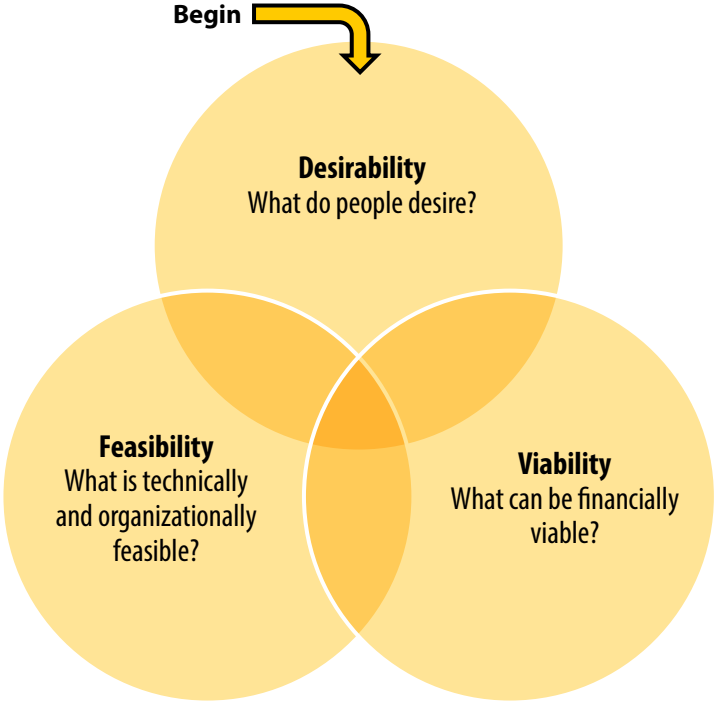 Begin
Desirability
What do people desire?
Feasibility
What is technically
and organizationally
feasible?
Viability
What can be financially
viable?